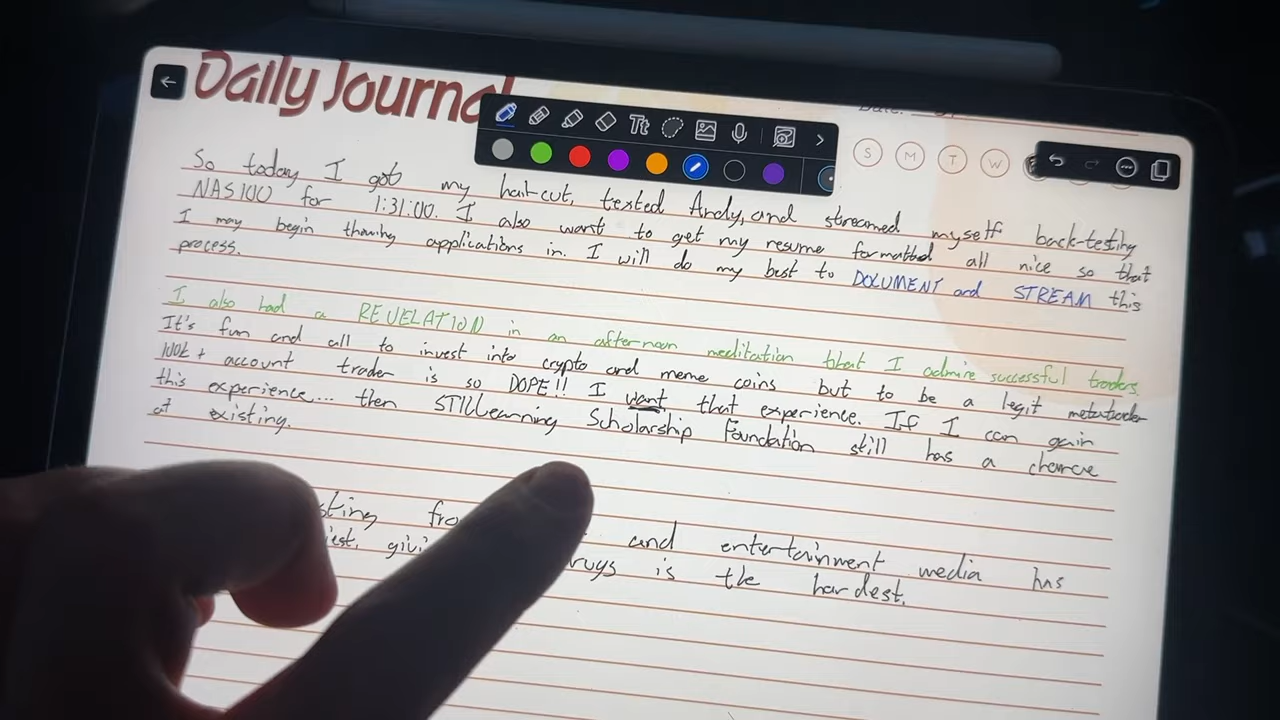 Daily Journal
Date:
S M T W
Tt
So today I got my haircut, texted Andy, and streamed myself back-testing
NAS100 for 1:31:00. I also want to get my resume formatted all nice so that
I may begin throwing applications in. I will do my best to DOCUMENT and STREAM this
process.
I also had a REVELATION in an afternoon meditation that I admire successful traders.
It's fun and all to invest into crypto and meme coins but to be a legit metatrader
100k+ account trader is so DOPE!! I want that experience. If I can gain
this experience... then STILLearning Scholarship Foundation still has a chance
at existing.
and entertainment media has
is the hardest.